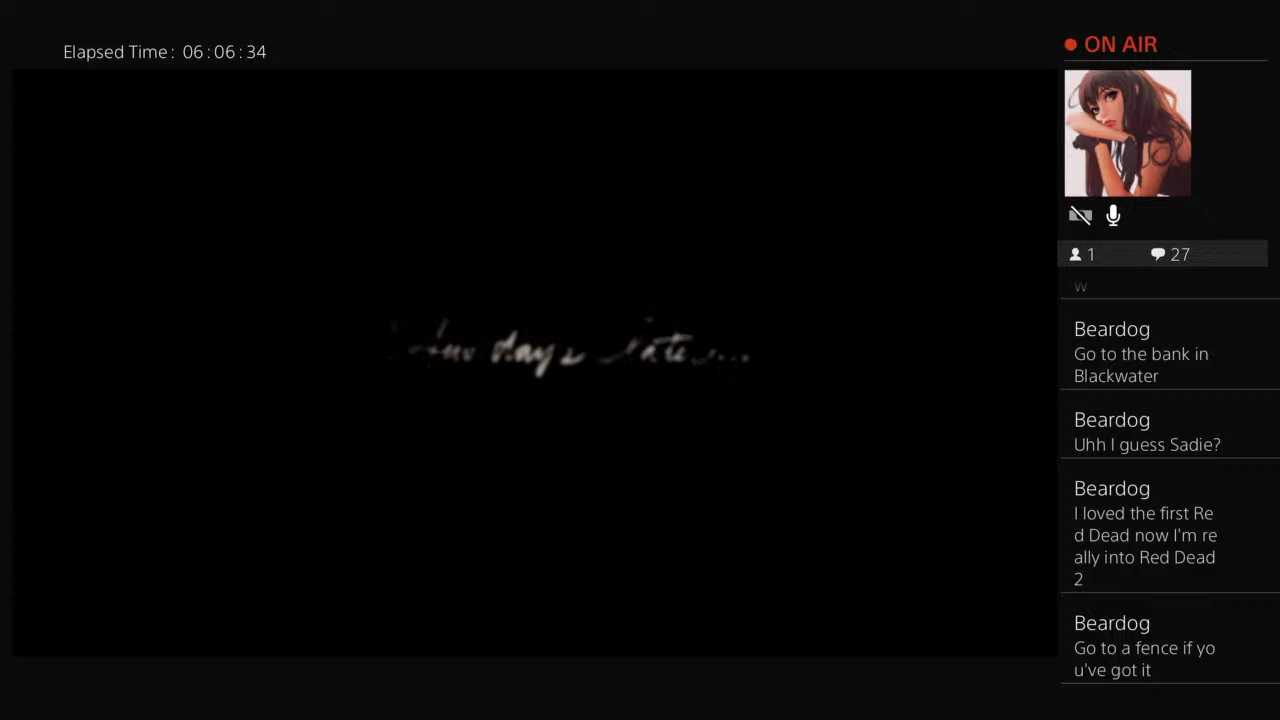 Elapsed Time: 06:06:34
days
ON AIR
1 27
w
Beardog
Go to the bank in
Blackwater
Beardog
Uhh I guess Sadie?
Beardog
I loved the first Re
d Dead now I'm re
ally into Red Dead
2
Beardog
Go to a fence if yo
u've got it